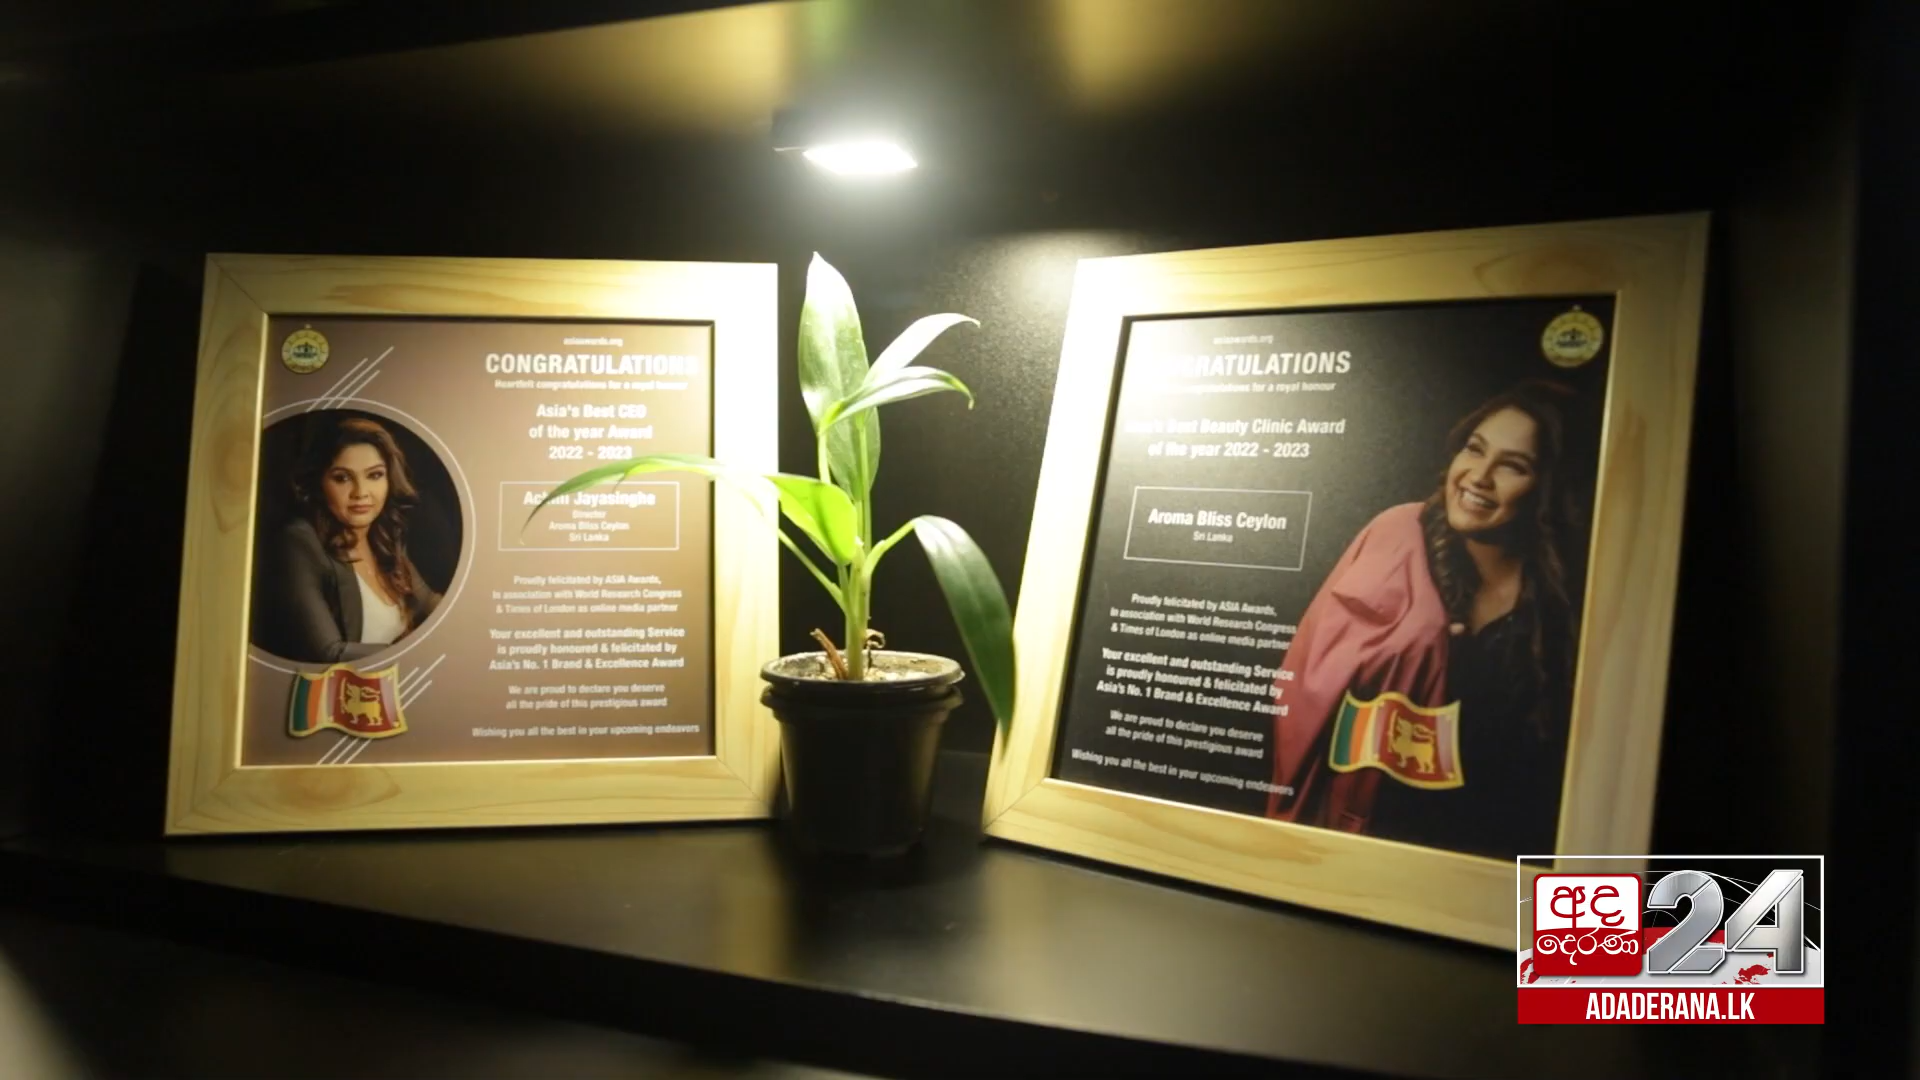 asiaawards.org
CONGRATULATIONS
Heartfelt congratulations for a royal honour
Asia's Best CEO
of the year Award
2022 - 2023
Jayasinghe
Director
Aroma Bliss Ceylon
Sri Lanka
Proudly felicitated by ASIA Awards,
In association with World Research Congress
& Times of London as online media partner
Your excellent and outstanding Service
is proudly honoured & felicitated by
Asia's No. 1 Brand & Excellence Award
We are proud to declare you deserve
all the pride of this prestigious award
Wishing you all the best in your upcoming endeavors
asiaawards.org
GRATULATIONS
congratulations for a royal honour
Best Beauty Clinic Award
of the year 2022 - 2023
Aroma Bliss Ceylon
Sri Lanka
Proudly felicitated by ASIA Awards,
In association with World Research Congress
& Times of London as online media partner
Your excellent and outstanding Service
is proudly honoured & felicitated by
Asia's No. 1 Brand & Excellence Award
We are proud to declare you deserve
all the pride of this prestigious award
Wishing you all the best in your upcoming endeavors
අද
දෙරණ
24
ADADERANA.LK